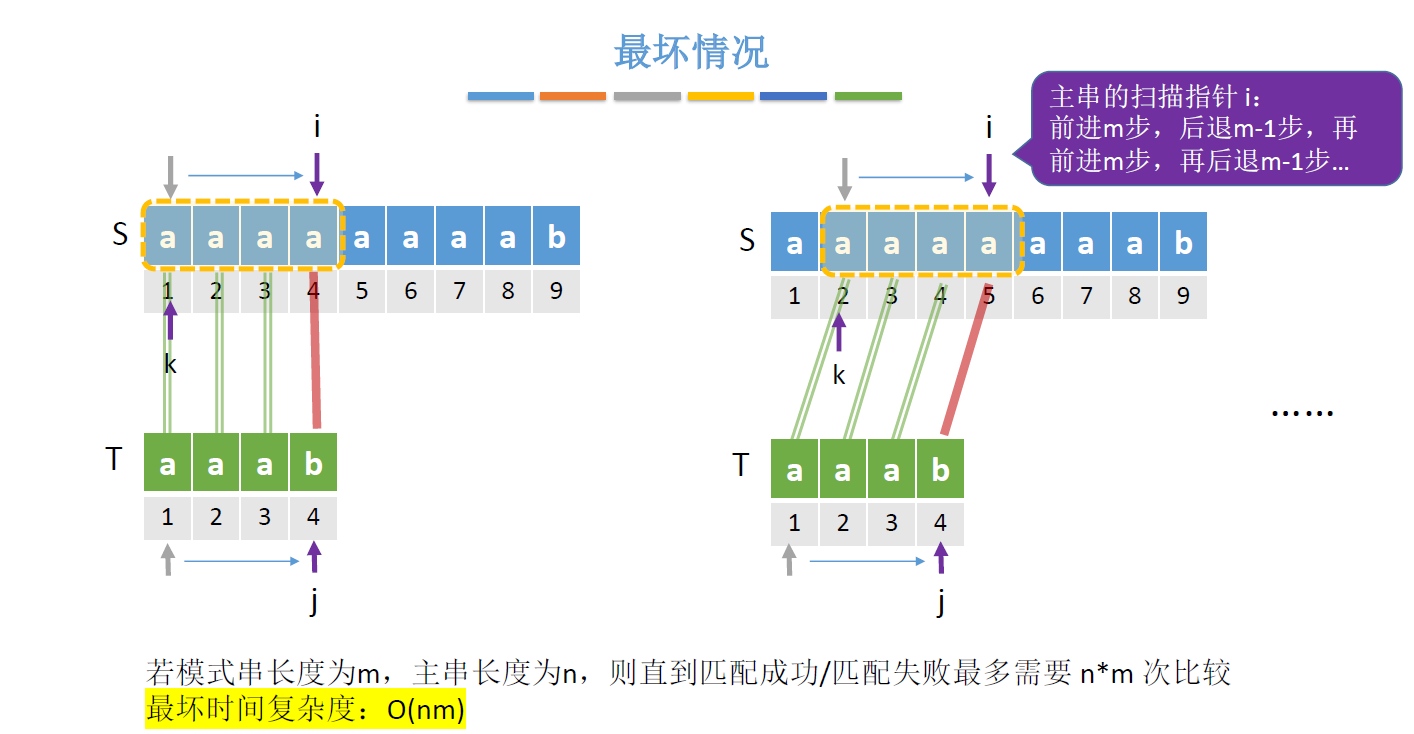 最坏情况
主串的扫描指针 i:
前进m步，后退m-1步，再
前进m步，再后退m-1步…
i
i
S a a a a a a a a b
1 2 3 4 5 6 7 8 9
k
T a a a b
1 2 3 4
j
S a a a a a a a a b
1 2 3 4 5 6 7 8 9
k
T a a a b
1 2 3 4
j
……
若模式串长度为m，主串长度为n，则直到匹配成功/匹配失败最多需要 n*m 次比较
最坏时间复杂度：O(nm)